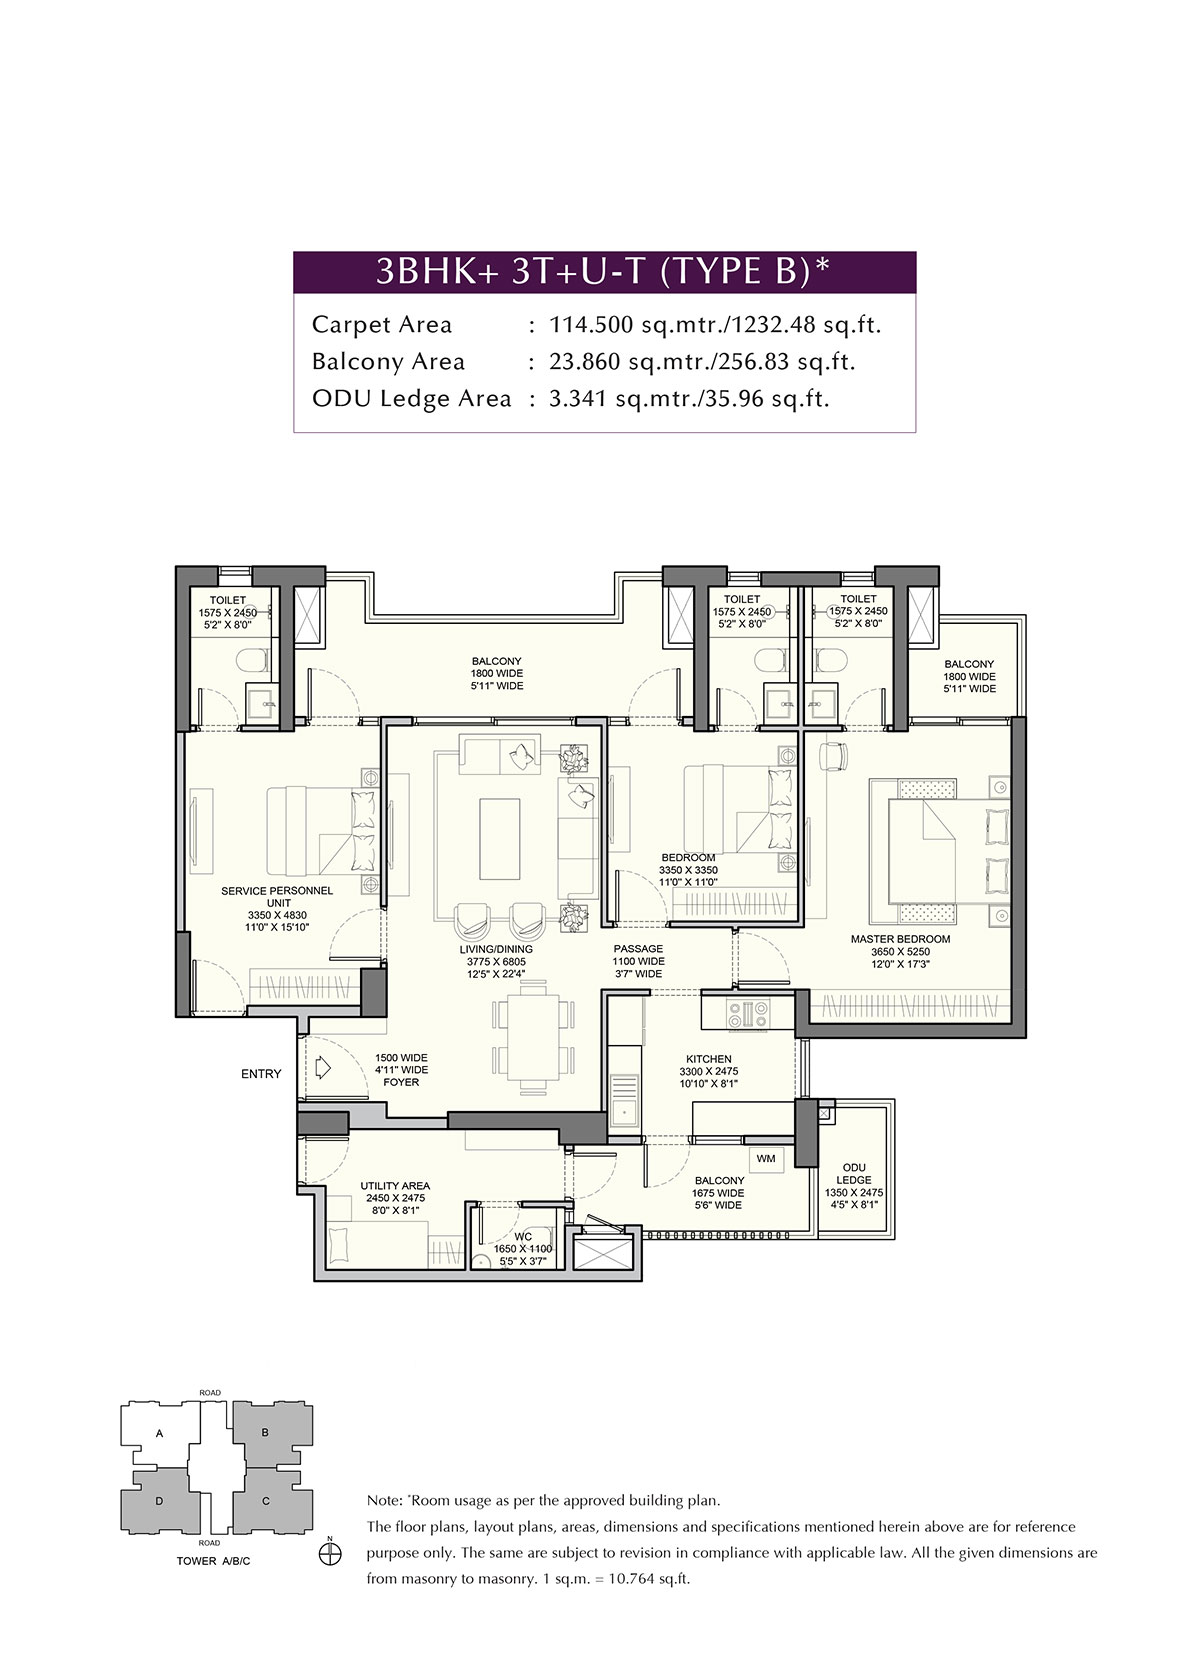 3BHK+ 3T+U-T (TYPE B)*
Carpet Area : 114.500 sq.mtr./1232.48 sq.ft.
Balcony Area : 23.860 sq.mtr./256.83 sq.ft.
ODU Ledge Area : 3.341 sq.mtr./35.96 sq.ft.
TOILET
1575 X 2450
5'2" X 8'0"
BALCONY
1800 WIDE
5'11" WIDE
TOILET
1575 X 2450
5'2" X 8'0"
TOILET
1575 X 2450
5'2" X 8'0"
BALCONY
1800 WIDE
5'11" WIDE
SERVICE PERSONNEL
UNIT
3350 X 4830
11'0" X 15'10"
LIVING/DINING
3775 X 6805
12'5" X 22'4"
BEDROOM
3350 X 3350
11'0" X 11'0"
PASSAGE
1100 WIDE
3'7" WIDE
MASTER BEDROOM
3650 X 5250
12'0" X 17'3"
ENTRY
1500 WIDE
4'11" WIDE
FOYER
KITCHEN
3300 X 2475
10'10" X 8'1"
UTILITY AREA
2450 X 2475
8'0" X 8'1"
WC
1650 X 1100
5'5" X 3'7"
BALCONY
1675 WIDE
5'6" WIDE
WM
ODU
LEDGE
1350 X 2475
4'5" X 8'1"
ROAD
A
B
D
C
ROAD
TOWER A/B/C
N
Note: *Room usage as per the approved building plan.
The floor plans, layout plans, areas, dimensions and specifications mentioned herein above are for reference
purpose only. The same are subject to revision in compliance with applicable law. All the given dimensions are
from masonry to masonry. 1 sq.m. = 10.764 sq.ft.